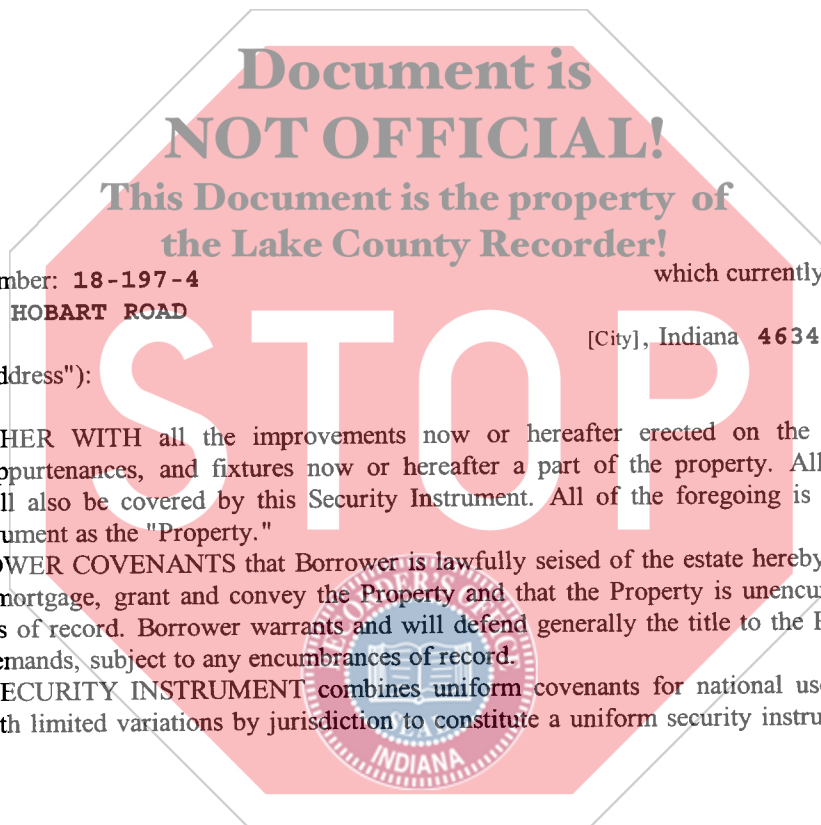 Document is
NOT OFFICIAL!
This Document is the property of
the Lake County Recorder!
mber: 18-197-4 which currently
HOBART ROAD
[City], Indiana 4634
ddress"):
STOP
HER WITH all the improvements now or hereafter erected on the
ppurtenances, and fixtures now or hereafter a part of the property. All
ll also be covered by this Security Instrument. All of the foregoing is
ument as the "Property."
OWER COVENANTS that Borrower is lawfully seised of the estate hereby
mortgage, grant and convey the Property and that the Property is unencu
s of record. Borrower warrants and will defend generally the title to the
emands, subject to any encumbrances of record.
ECURITY INSTRUMENT combines uniform covenants for national us
th limited variations by jurisdiction to constitute a uniform security instru
RECORDER'S OFFICE
SEAL
INDIANA